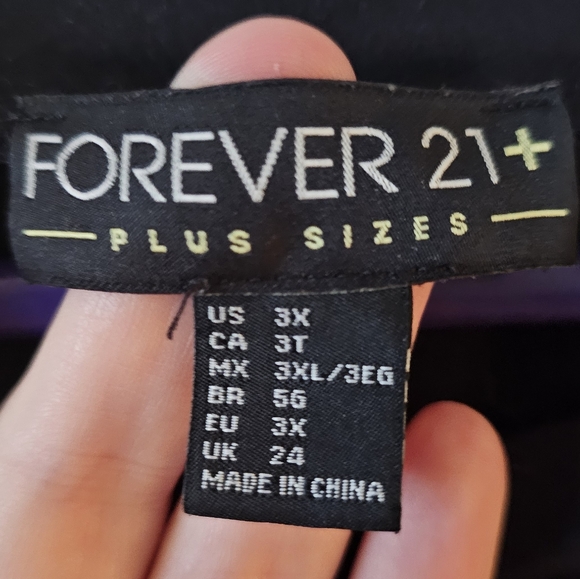 FOREVER 21+
PLUS SIZES
US 3X
CA 3T
MX 3XL/3EG
BR 5G
EU 3X
UK 24
MADE IN CHINA